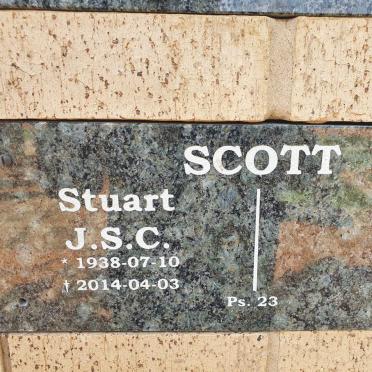 SCOTT
Stuart
J.S.C.
* 1938-07-10
† 2014-04-03
Ps. 23